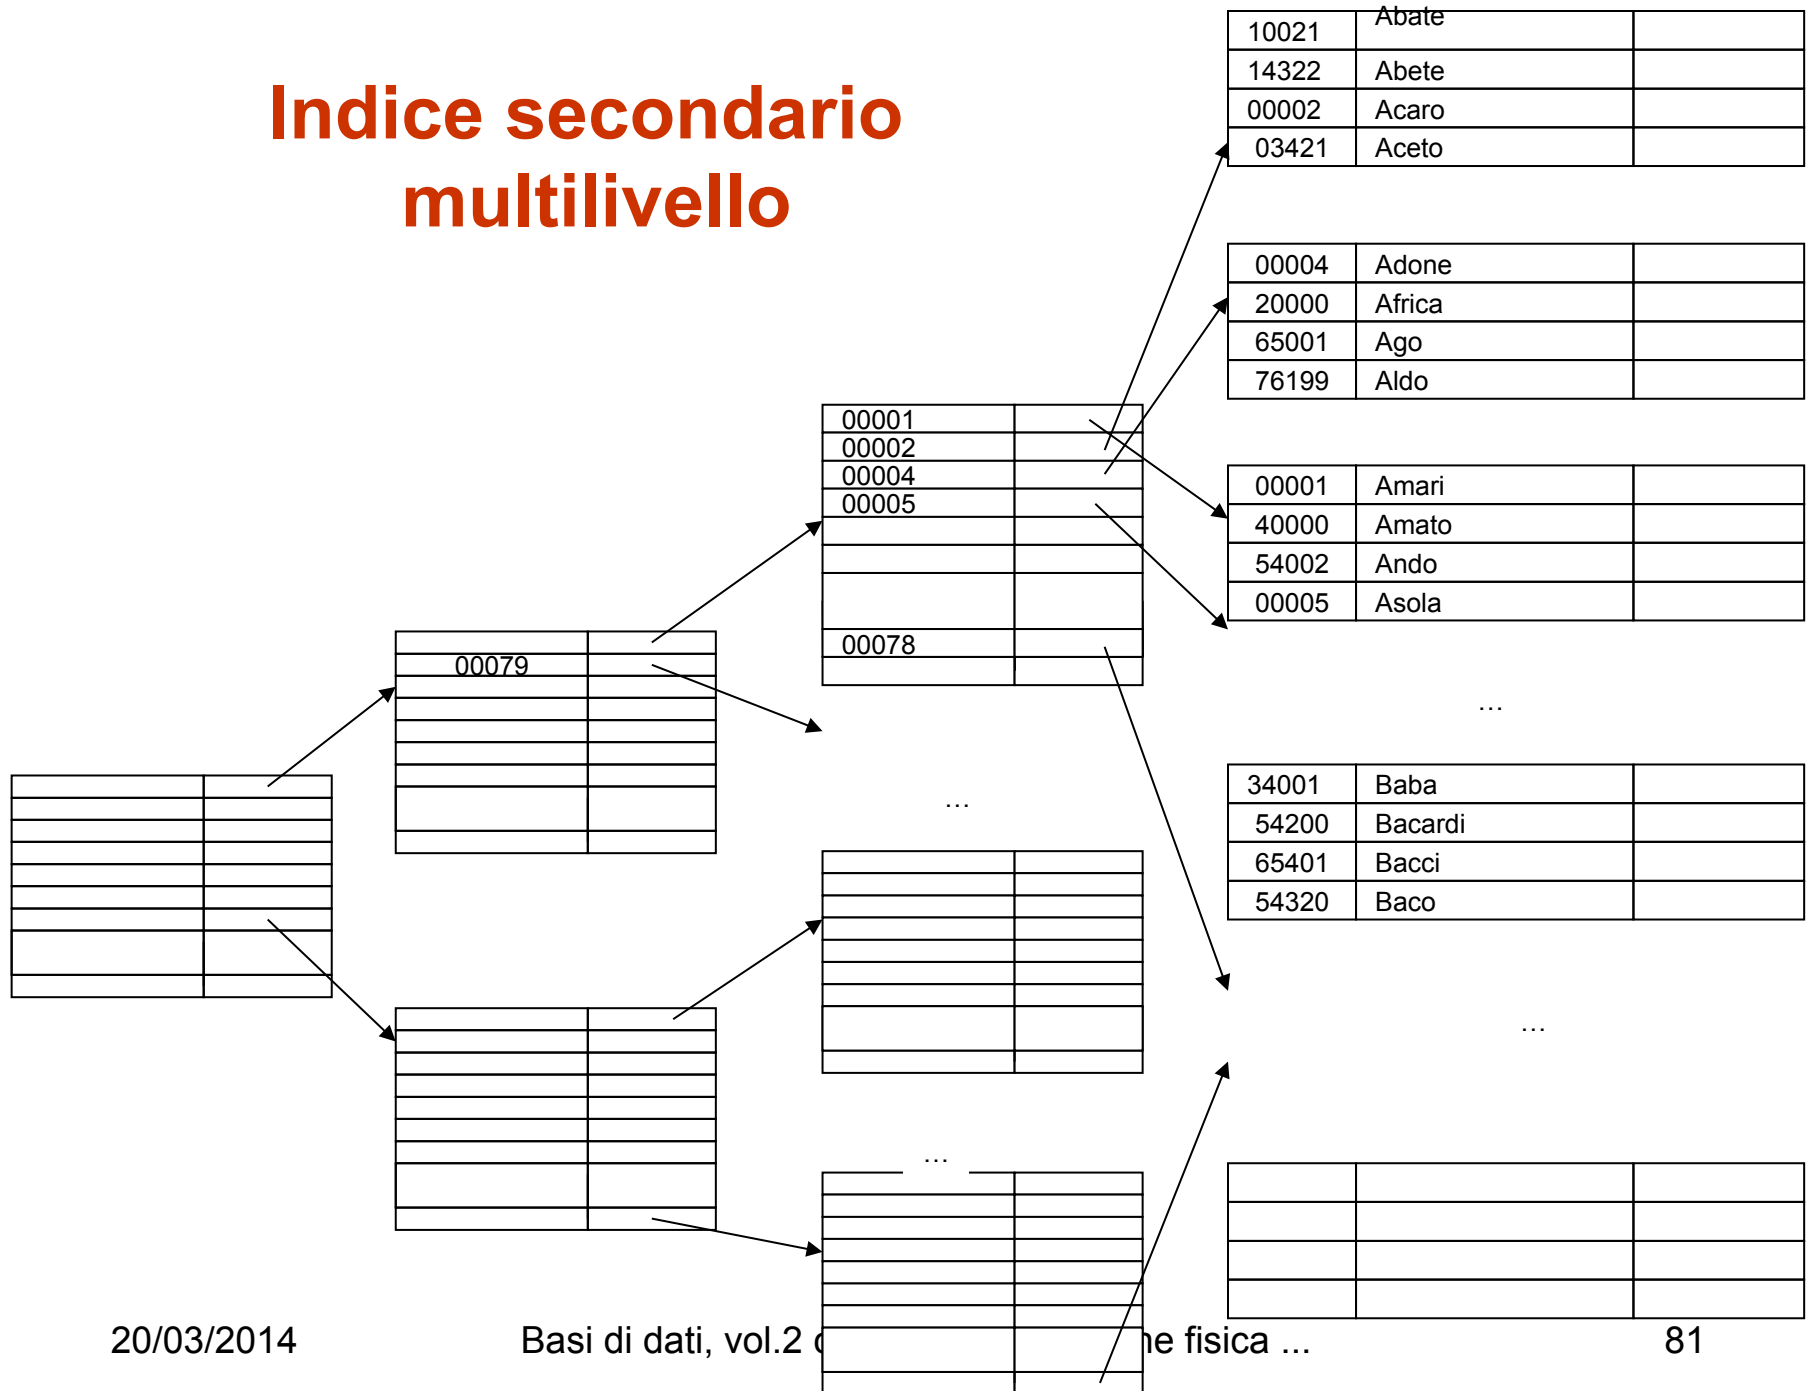 Indice secondario
multilivello
10021 Abate
14322 Abete
00002 Acaro
03421 Aceto
00004 Adone
20000 Africa
65001 Ago
76199 Aldo
00001
00002
00004
00005
00078
00001 Amari
40000 Amato
54002 Ando
00005 Asola
...
00079
...
34001 Baba
54200 Bacardi
65401 Bacci
54320 Baco
...
...
20/03/2014 Basi di dati, vol.2 fisica ... 81